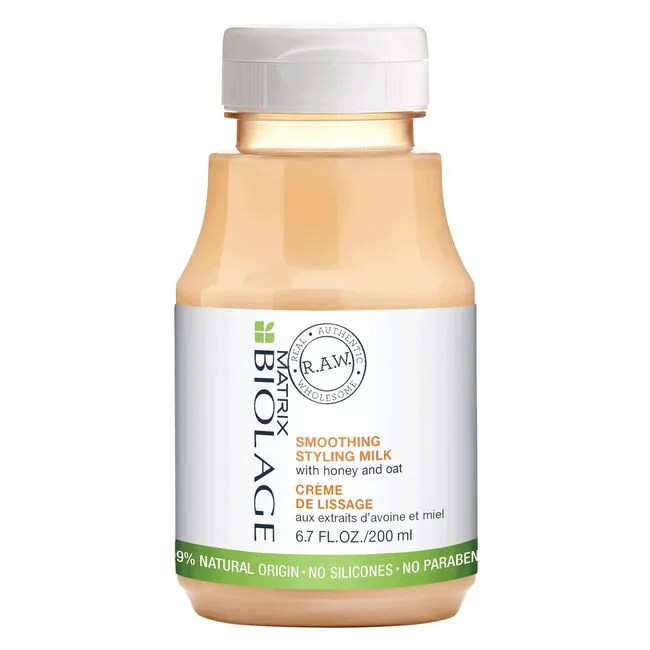 MATRIX
BIOLAGE
REAL • AUTHENTIC • WHOLESOME •
R.A.W.
SMOOTHING
STYLING MILK
with honey and oat
CRÈME
DE LISSAGE
aux extraits d'avoine et miel
6.7 FL.OZ./200 ml
9% NATURAL ORIGIN • NO SILICONES • NO PARABEN